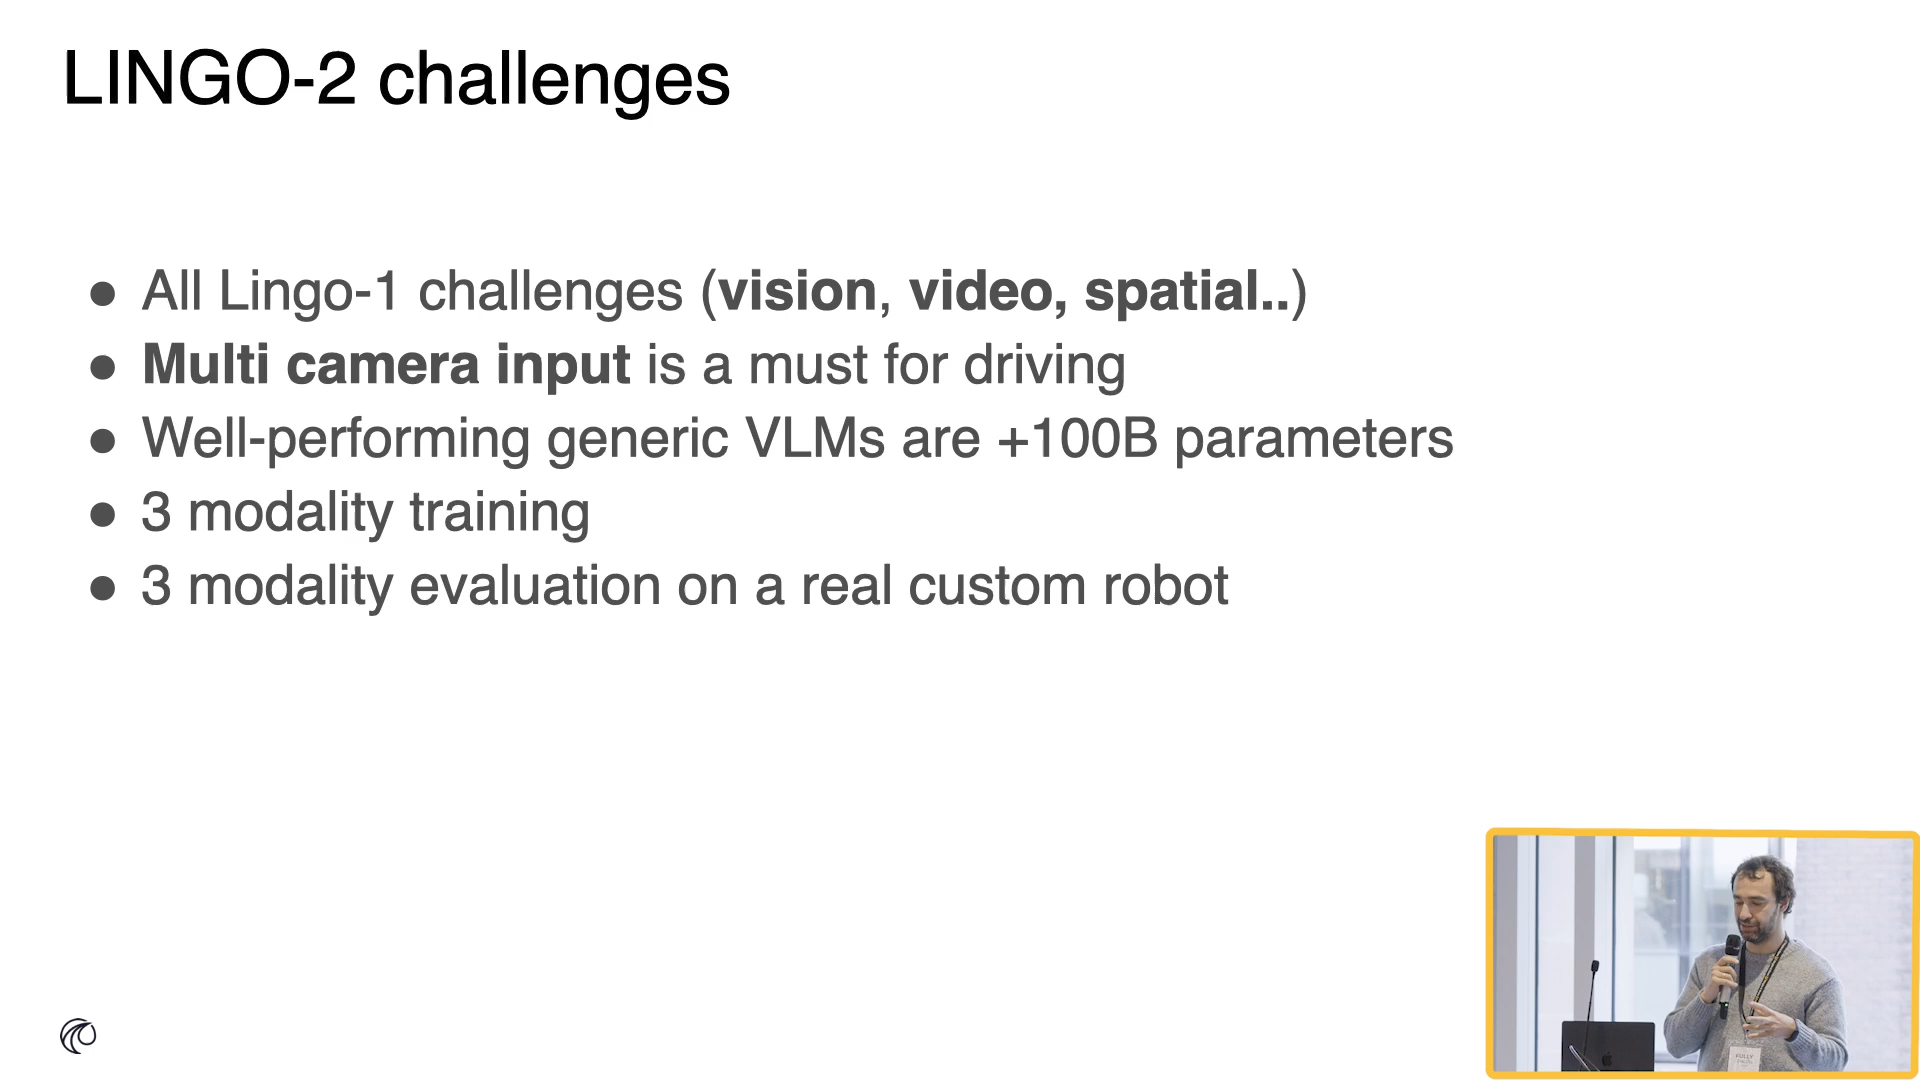 LINGO-2 challenges
● All Lingo-1 challenges (vision, video, spatial..)
● Multi camera input is a must for driving
● Well-performing generic VLMs are +100B parameters
● 3 modality training
● 3 modality evaluation on a real custom robot